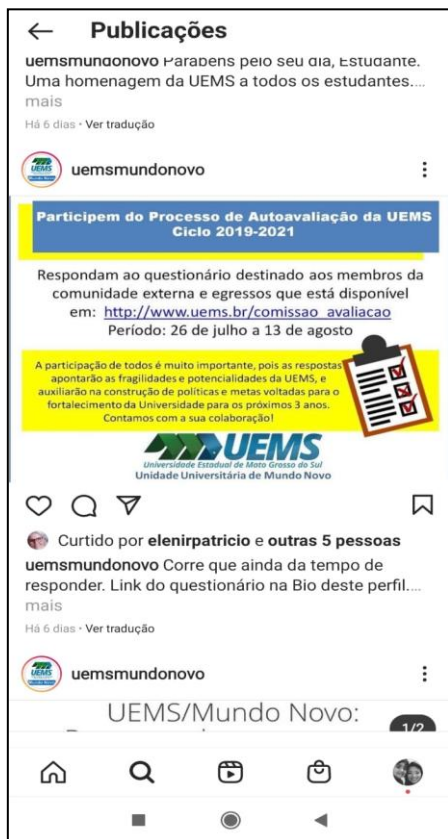 Publicações
uemsmundonovo Parabéns pelo seu dia, Estudante.
Uma homenagem da UEMS a todos os estudantes....
mais
Há 6 dias • Ver tradução
UEMS
Mundo Novo
uemsmundonovo
Participem do Processo de Autoavaliação da UEMS
Ciclo 2019-2021
Respondam ao questionário destinado aos membros da
comunidade externa e egressos que está disponível
em: http://www.uems.br/comissao_avaliacao
Período: 26 de julho a 13 de agosto
A participação de todos é muito importante, pois as respostas
apontarão as fragilidades e potencialidades da UEMS, e
auxiliarão na construção de políticas e metas voltadas para o
fortalecimento da Universidade para os próximos 3 anos.
Contamos com a sua colaboração!
UEMS
Universidade Estadual de Mato Grosso do Sul
Unidade Universitária de Mundo Novo
Curtido por elenirpatricio e outras 5 pessoas
uemsmundonovo Corre que ainda da tempo de
responder. Link do questionário na Bio deste perfil....
mais
Há 6 dias • Ver tradução
UEMS
Mundo Novo
uemsmundonovo
UEMS/Mundo Novo:
1/2